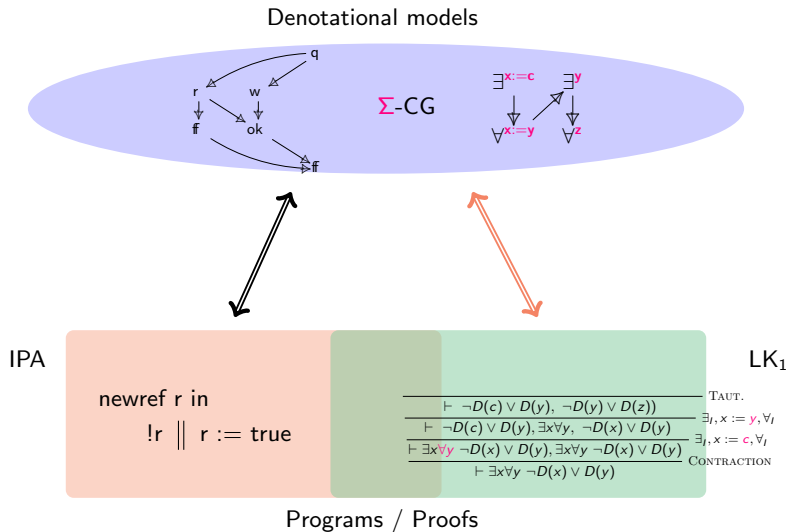 Denotational models
q
r w
ff ok
ff
Σ-CG
∃x:=c ∃y
∀x:=y ∀z
IPA
newref r in
!r ∥ r := true
LK1
TAUT.
⊢ ¬D(c) ∨ D(y), ¬D(y) ∨ D(z))
∃I, x := y, ∀I
⊢ ¬D(c) ∨ D(y), ∃x∀y, ¬D(x) ∨ D(y)
∃I, x := c, ∀I
⊢ ∃x∀y ¬D(x) ∨ D(y), ∃x∀y ¬D(x) ∨ D(y)
CONTRACTION
⊢ ∃x∀y ¬D(x) ∨ D(y)
Programs / Proofs